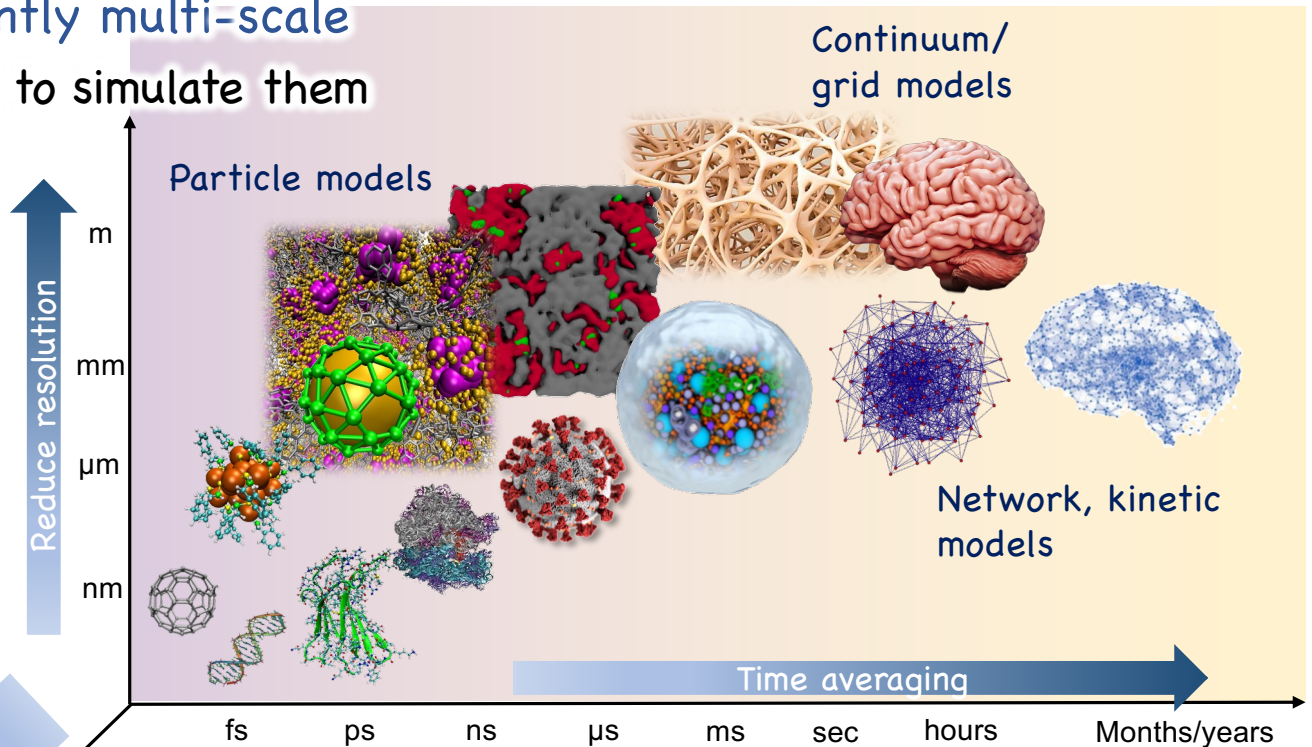 ntly multi-scale
to simulate them
Continuum/
grid models
Particle models
m
mm
µm
nm
Reduce resolution
Network, kinetic
models
Time averaging
fs ps ns µs ms sec hours Months/years